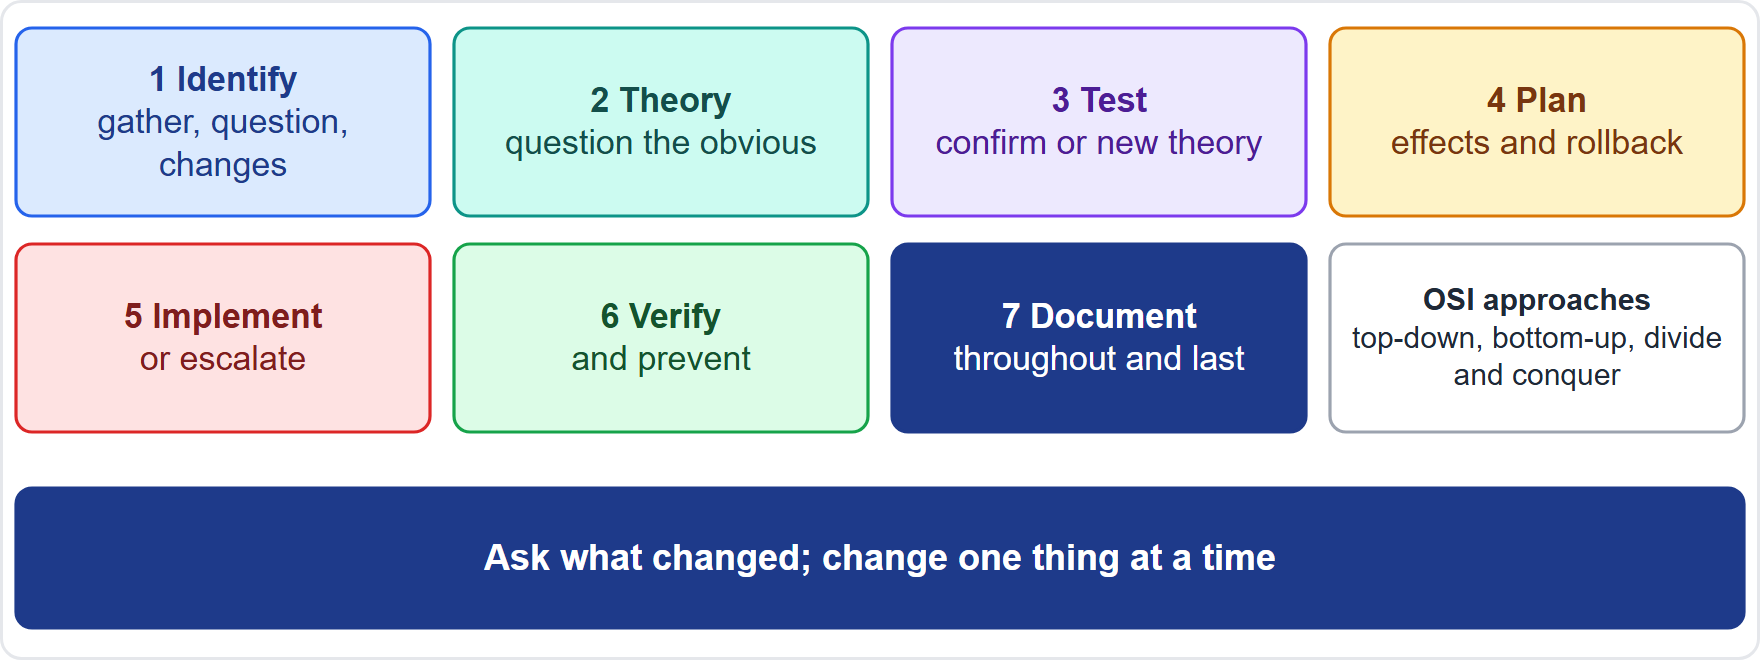 1 Identify
gather, question,
changes
2 Theory
question the obvious
3 Test
confirm or new theory
4 Plan
effects and rollback
5 Implement
or escalate
6 Verify
and prevent
7 Document
throughout and last
OSI approaches
top-down, bottom-up, divide
and conquer
Ask what changed; change one thing at a time